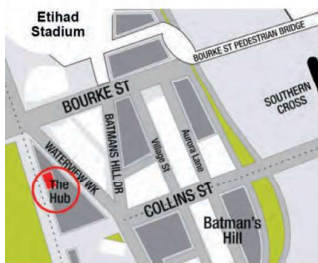 Etihad
Stadium
BOURKE ST PEDESTRIAN BRIDGE
BOURKE ST
SOUTHERN
CROSS
BATMANS HILL DR
Village St
Aurora Lane
WATERVIEW WK
The
Hub
COLLINS ST
Batman's
Hill